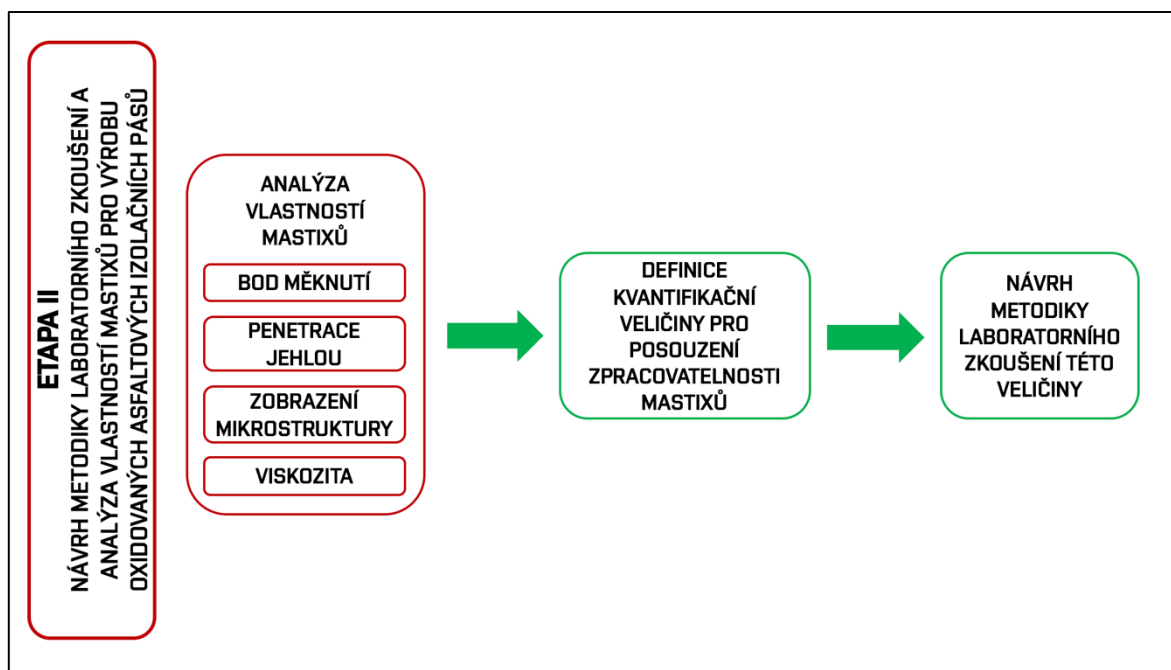 ETAPA II
NÁVRH METODIKY LABORATORNÍHO ZKOUŠENÍ A
ANALÝZA VLASTNOSTÍ MASTIXŮ PRO VÝROBU
OXIDOVANÝCH ASFALTOVÝCH IZOLAČNÍCH PÁSŮ
ANALÝZA
VLASTNOSTÍ
MASTIXŮ
BOD MĚKNUTÍ
PENETRACE
JEHLOU
ZOBRAZENÍ
MIKROSTRUKTURY
VISKOZITA
DEFINICE
KVANTIFIKAČNÍ
VELIČINY PRO
POSOUZENÍ
ZPRACOVATELNOSTI
MASTIXŮ
NÁVRH
METODIKY
LABORATORNÍHO
ZKOUŠENÍ TÉTO
VELIČINY